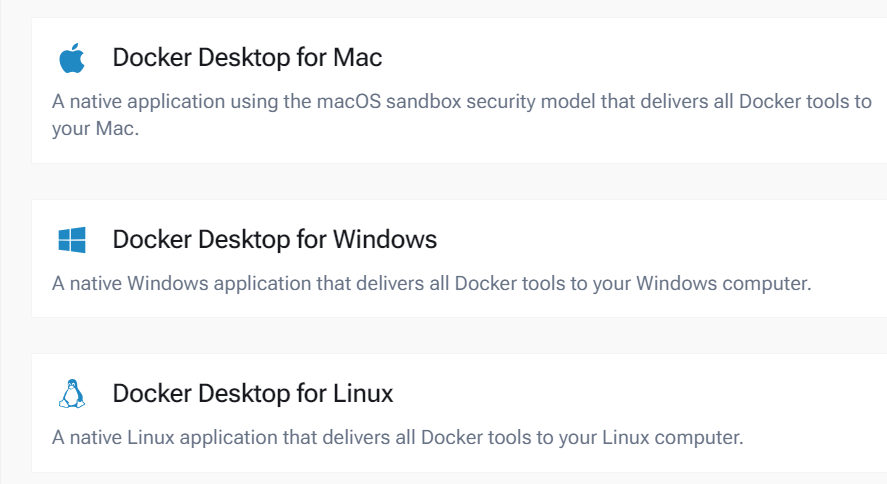 Docker Desktop for Mac
A native application using the macOS sandbox security model that delivers all Docker tools to
your Mac.
Docker Desktop for Windows
A native Windows application that delivers all Docker tools to your Windows computer.
Docker Desktop for Linux
A native Linux application that delivers all Docker tools to your Linux computer.